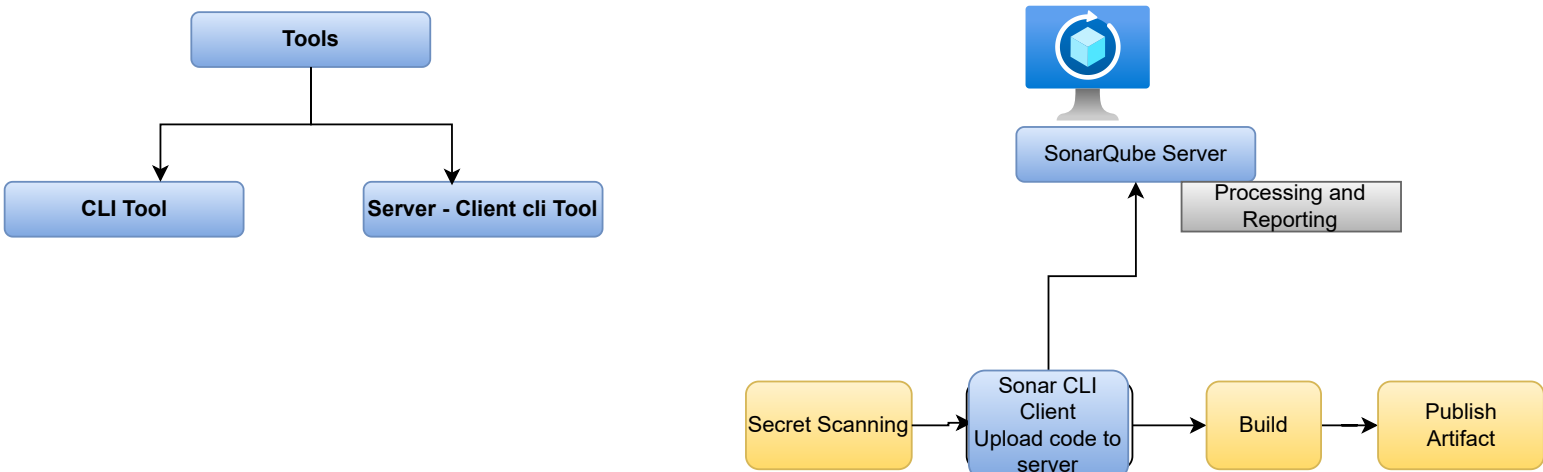 Tools
CLI Tool
Server - Client cli Tool
SonarQube Server
Processing and
Reporting
Secret Scanning
Sonar CLI
Client
Upload code to
server
Build
Publish
Artifact